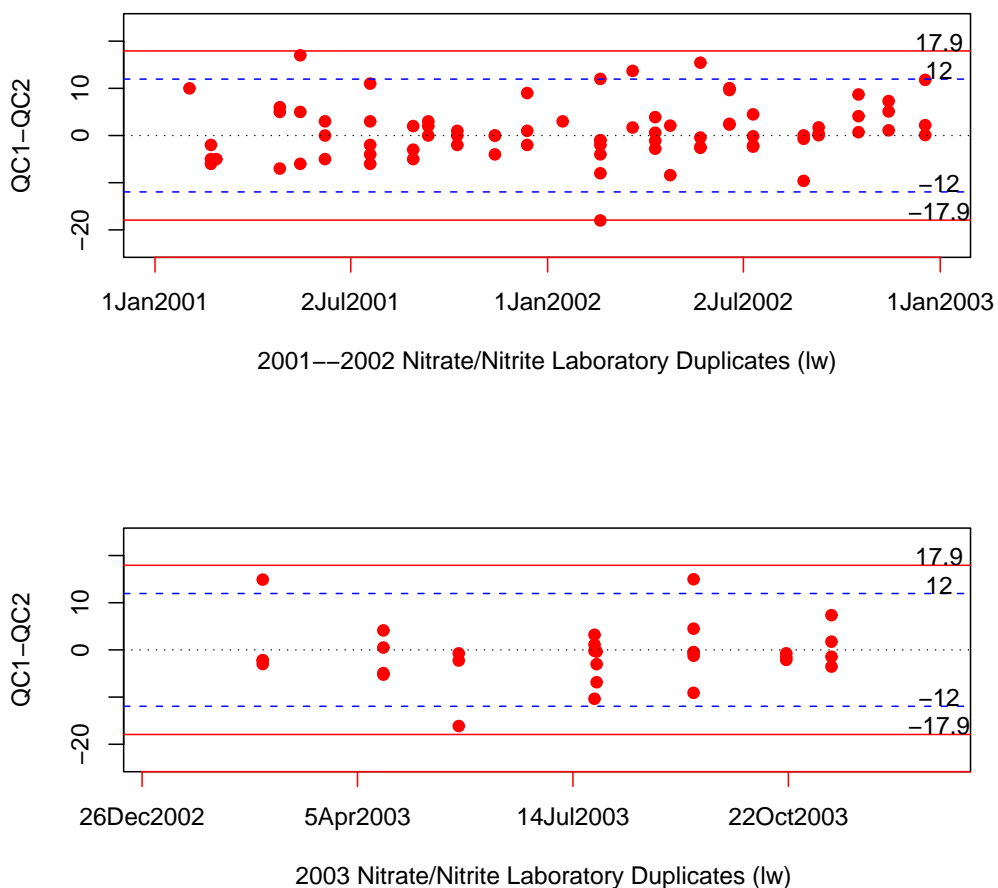 17.9
10
12
0
QC1−QC2
−12
−17.9
−20
1Jan2001 2Jul2001 1Jan2002 2Jul2002 1Jan2003
2001−−2002 Nitrate/Nitrite Laboratory Duplicates (lw)
17.9
12
10
0
QC1−QC2
−12
−17.9
−20
26Dec2002 5Apr2003 14Jul2003 22Oct2003
2003 Nitrate/Nitrite Laboratory Duplicates (lw)